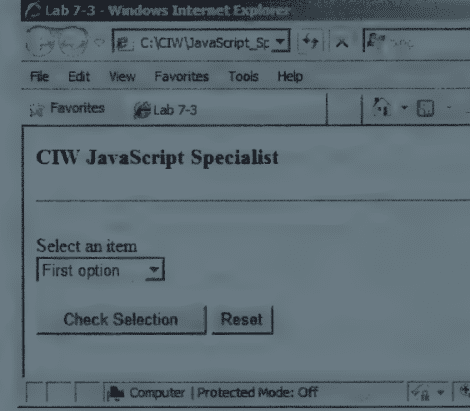 Lab 7-3 - Windows Internet Explorer
C:\CIW\JavaScript_Sp
File Edit View Favorites Tools Help
Favorites Lab 7-3
CIW JavaScript Specialist
Select an item
First option
Check Selection Reset
Computer | Protected Mode: Off